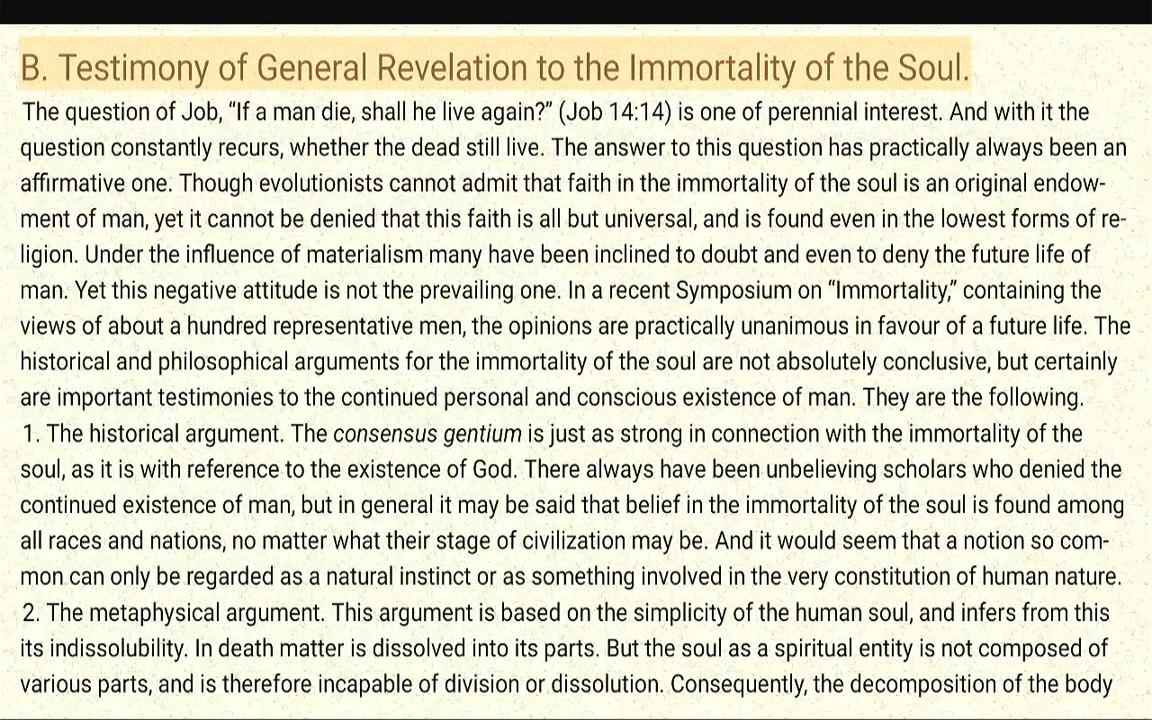 B. Testimony of General Revelation to the Immortality of the Soul.
The question of Job, “If a man die, shall he live again?” (Job 14:14) is one of perennial interest. And with it the
question constantly recurs, whether the dead still live. The answer to this question has practically always been an
affirmative one. Though evolutionists cannot admit that faith in the immortality of the soul is an original endow-
ment of man, yet it cannot be denied that this faith is all but universal, and is found even in the lowest forms of re-
ligion. Under the influence of materialism many have been inclined to doubt and even to deny the future life of
man. Yet this negative attitude is not the prevailing one. In a recent Symposium on “Immortality,” containing the
views of about a hundred representative men, the opinions are practically unanimous in favour of a future life. The
historical and philosophical arguments for the immortality of the soul are not absolutely conclusive, but certainly
are important testimonies to the continued personal and conscious existence of man. They are the following.
1. The historical argument. The consensus gentium is just as strong in connection with the immortality of the
soul, as it is with reference to the existence of God. There always have been unbelieving scholars who denied the
continued existence of man, but in general it may be said that belief in the immortality of the soul is found among
all races and nations, no matter what their stage of civilization may be. And it would seem that a notion so com-
mon can only be regarded as a natural instinct or as something involved in the very constitution of human nature.
2. The metaphysical argument. This argument is based on the simplicity of the human soul, and infers from this
its indissolubility. In death matter is dissolved into its parts. But the soul as a spiritual entity is not composed of
various parts, and is therefore incapable of division or dissolution. Consequently, the decomposition of the body